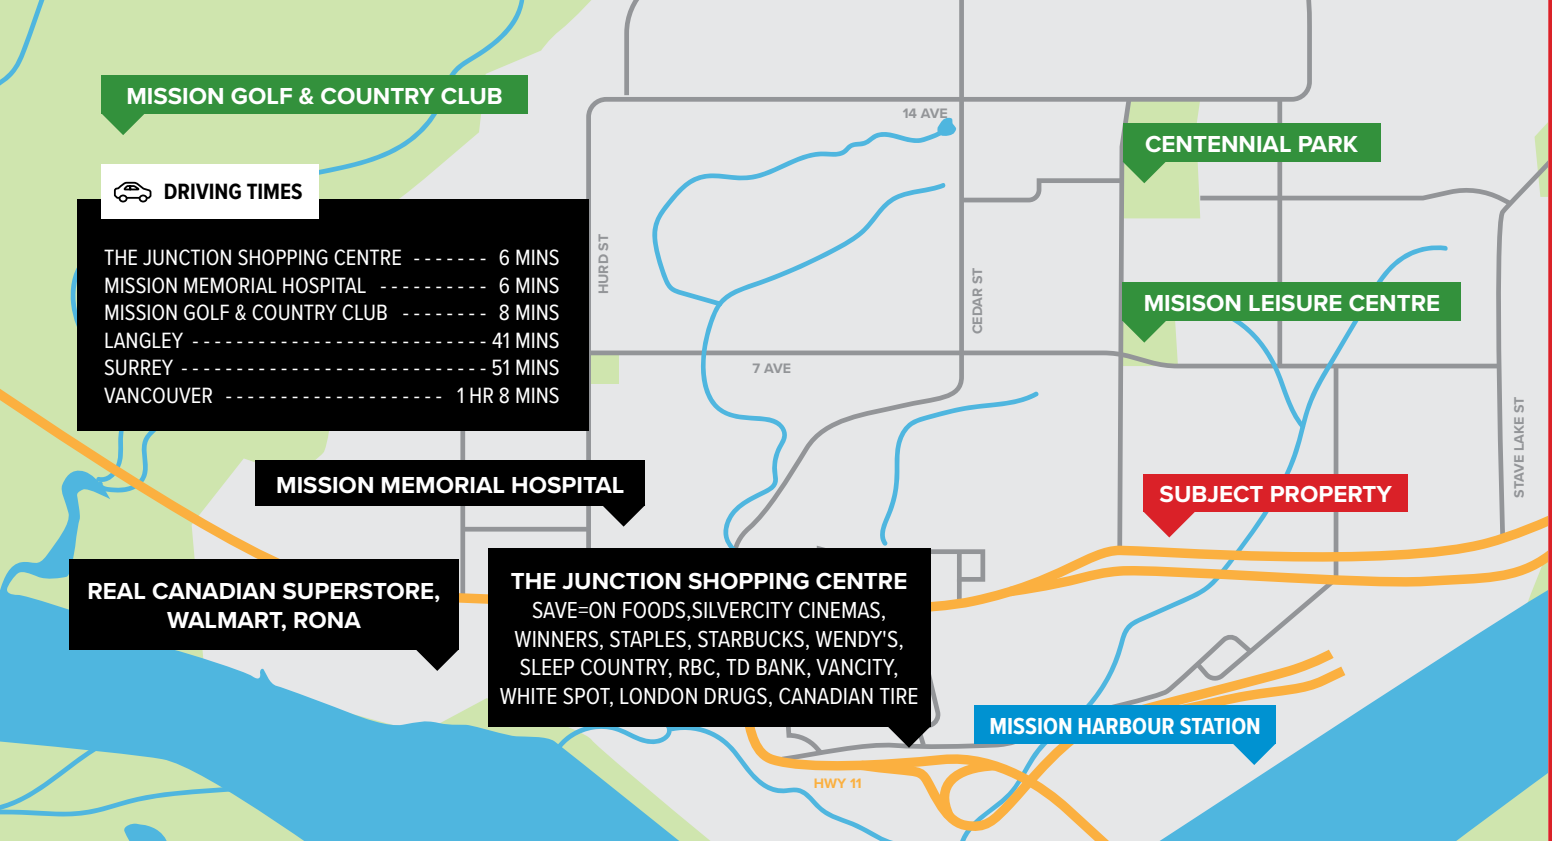 MISSION GOLF & COUNTRY CLUB
14 AVE
CENTENNIAL PARK
DRIVING TIMES
THE JUNCTION SHOPPING CENTRE - - - - - - - 6 MINS
MISSION MEMORIAL HOSPITAL - - - - - - - - - - 6 MINS
MISSION GOLF & COUNTRY CLUB - - - - - - - - 8 MINS
LANGLEY - - - - - - - - - - - - - - - - - - - - - - - - - - - 41 MINS
SURREY - - - - - - - - - - - - - - - - - - - - - - - - - - - - 51 MINS
VANCOUVER - - - - - - - - - - - - - - - - - - - - 1 HR 8 MINS
HURD ST
CEDAR ST
MISISON LEISURE CENTRE
7 AVE
STAVE LAKE ST
MISSION MEMORIAL HOSPITAL
SUBJECT PROPERTY
REAL CANADIAN SUPERSTORE,
WALMART, RONA
THE JUNCTION SHOPPING CENTRE
SAVE=ON FOODS,SILVERCITY CINEMAS,
WINNERS, STAPLES, STARBUCKS, WENDY'S,
SLEEP COUNTRY, RBC, TD BANK, VANCITY,
WHITE SPOT, LONDON DRUGS, CANADIAN TIRE
MISSION HARBOUR STATION
HWY 11